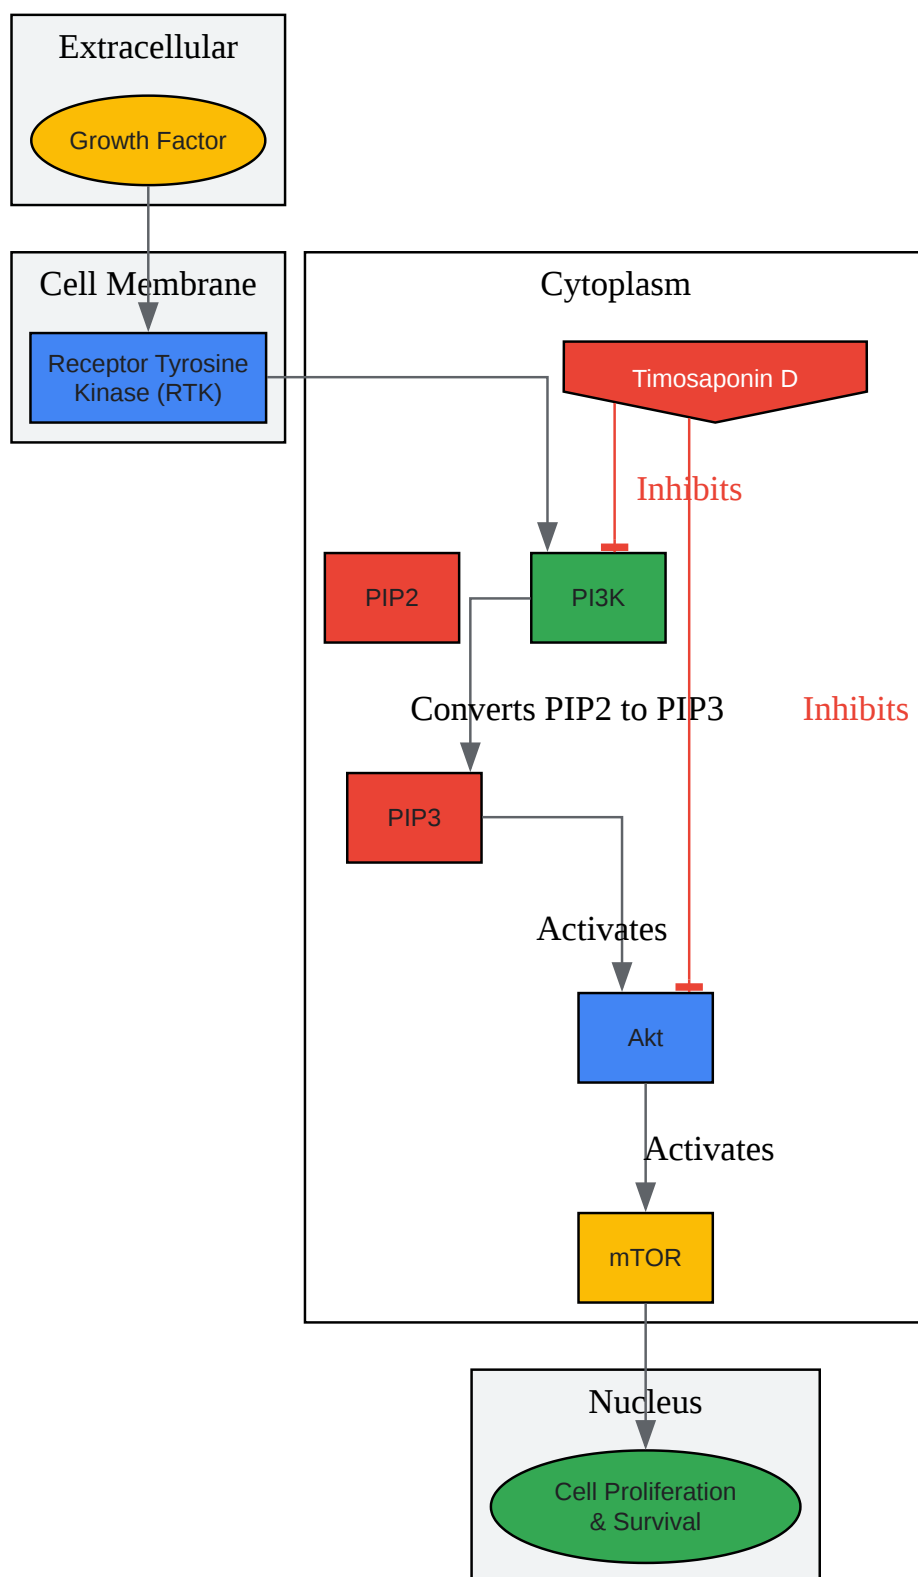 Extracellular
Growth Factor
Cell Membrane
Receptor Tyrosine
Kinase (RTK)
Cytoplasm
Timosaponin D
Inhibits
PIP2
PI3K
Converts PIP2 to PIP3
Inhibits
PIP3
Activates
Akt
Activates
mTOR
Nucleus
Cell Proliferation
& Survival